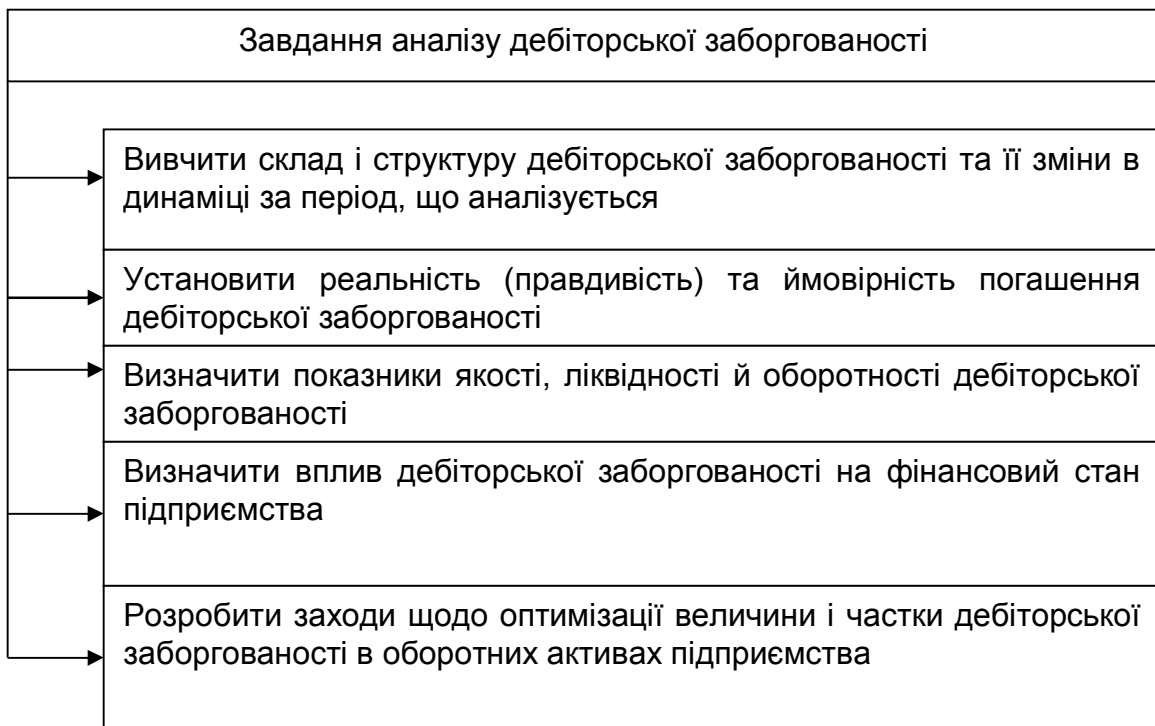 Завдання аналізу дебіторської заборгованості
Вивчити склад і структуру дебіторської заборгованості та її зміни в
динаміці за період, що аналізується
Установити реальність (правдивість) та ймовірність погашення
дебіторської заборгованості
Визначити показники якості, ліквідності й оборотності дебіторської
заборгованості
Визначити вплив дебіторської заборгованості на фінансовий стан
підприємства
Розробити заходи щодо оптимізації величини і частки дебіторської
заборгованості в оборотних активах підприємства